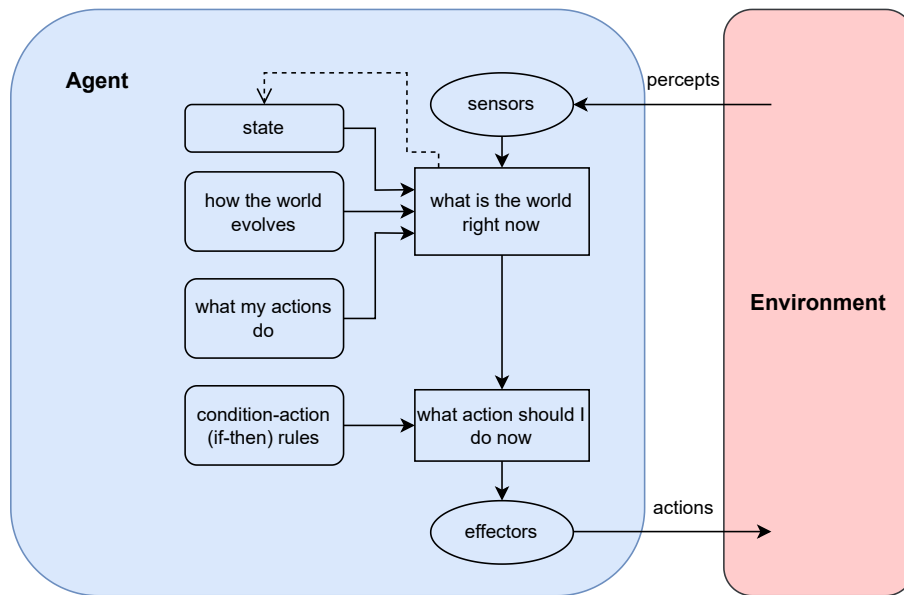 Agent
percepts
sensors
state
how the world
evolves
what is the world
right now
what my actions
do
Environment
condition-action
(if-then) rules
what action should I
do now
effectors
actions